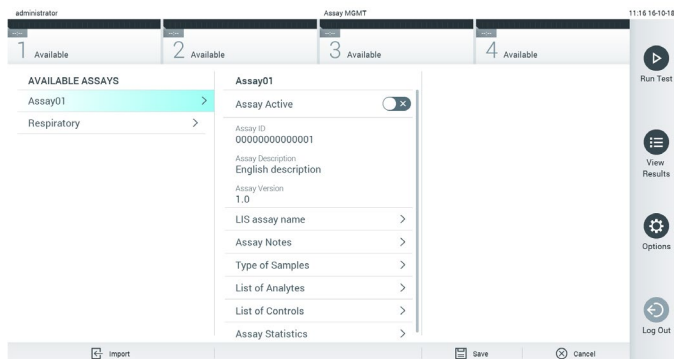 administrator
Assay MGMT
11:16 16-10-18
1 Available
2 Available
3 Available
4 Available
AVAILABLE ASSAYS
Assay01
Respiratory
Assay01
Assay Active
Assay ID
00000000000001
Assay Description
English description
Assay Version
1.0
LIS assay name
Assay Notes
Type of Samples
List of Analytes
List of Controls
Assay Statistics
Run Test
View
Results
Options
Log Out
Import
Save
Cancel